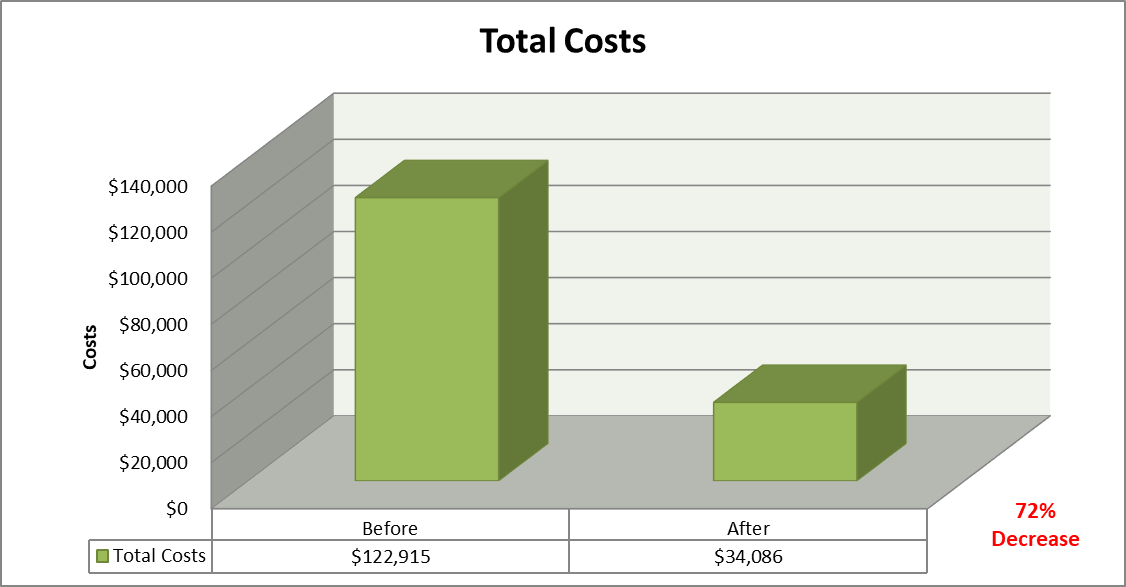 Total Costs
$140,000
$120,000
$100,000
$80,000
$60,000
$40,000
$20,000
$0
Costs
Before After
Total Costs $122,915 $34,086
72%
Decrease